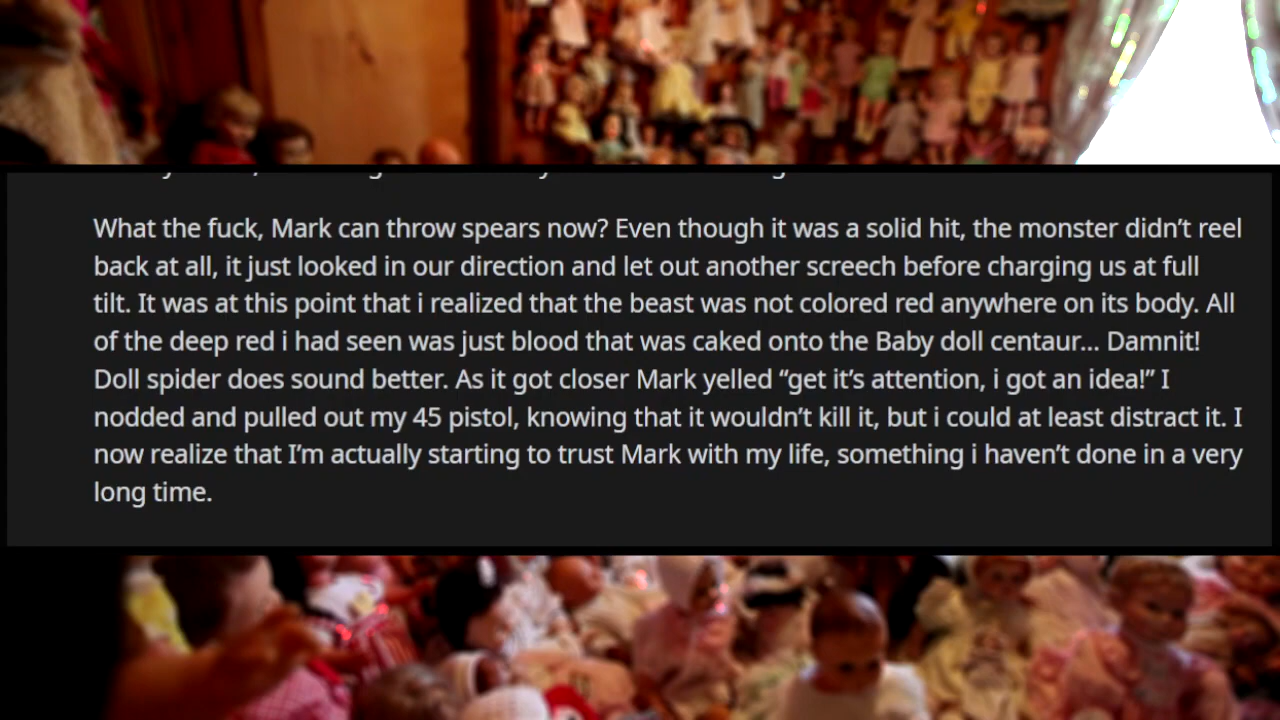 What the fuck, Mark can throw spears now? Even though it was a solid hit, the monster didn’t reel
back at all, it just looked in our direction and let out another screech before charging us at full
tilt. It was at this point that i realized that the beast was not colored red anywhere on its body. All
of the deep red i had seen was just blood that was caked onto the Baby doll centaur... Damnit!
Doll spider does sound better. As it got closer Mark yelled “get it’s attention, i got an idea!” I
nodded and pulled out my 45 pistol, knowing that it wouldn’t kill it, but i could at least distract it. I
now realize that I’m actually starting to trust Mark with my life, something i haven’t done in a very
long time.